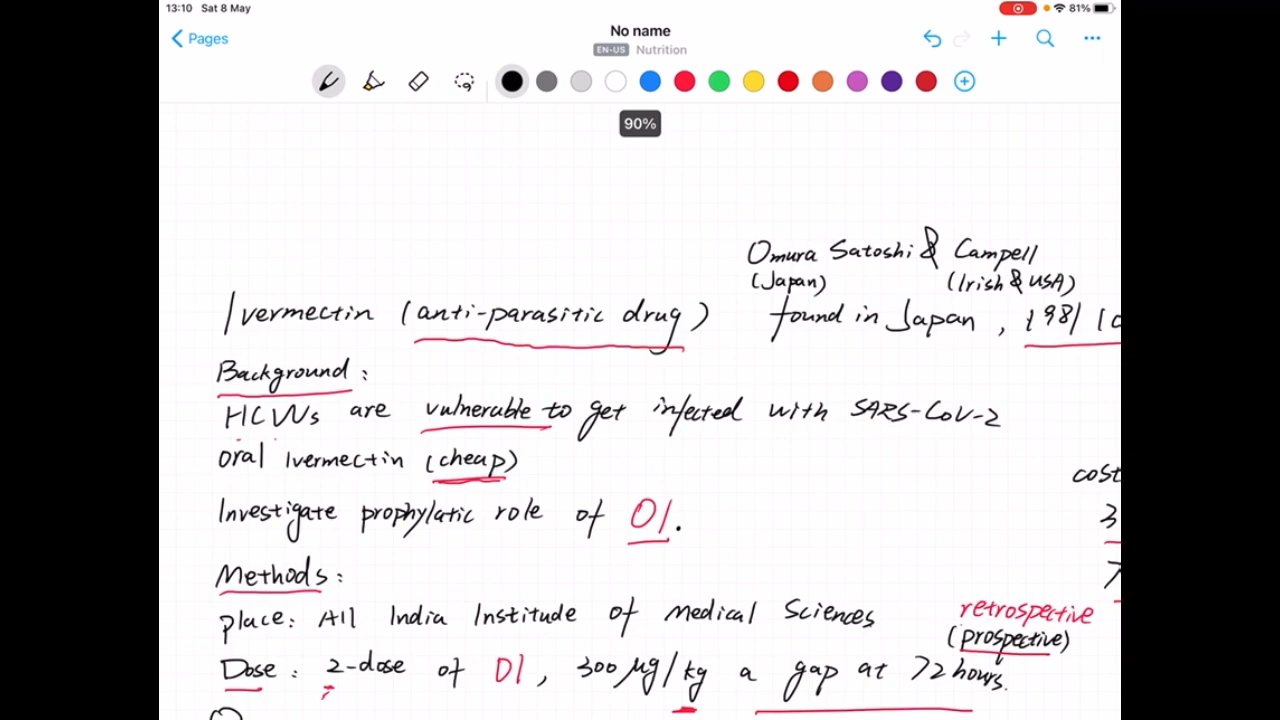 13:10 Sat 8 May
81%
Pages
No name
EN-US Nutrition
90%
Omura Satoshi & Campell
(Japan) (Irish & USA)
Ivermectin (anti-parasitic drug) found in Japan, 1981
Background:
HCWs are vulnerable to get infected with SARS-CoV-2
oral Ivermectin (cheap)
cost
3
Investigate prophylatic role of OI.
Methods:
7
place: All India Institute of Medical Sciences
retrospective
(prospective)
Dose: 2-dose of OI, 300 μg/kg a gap at 72 hours.